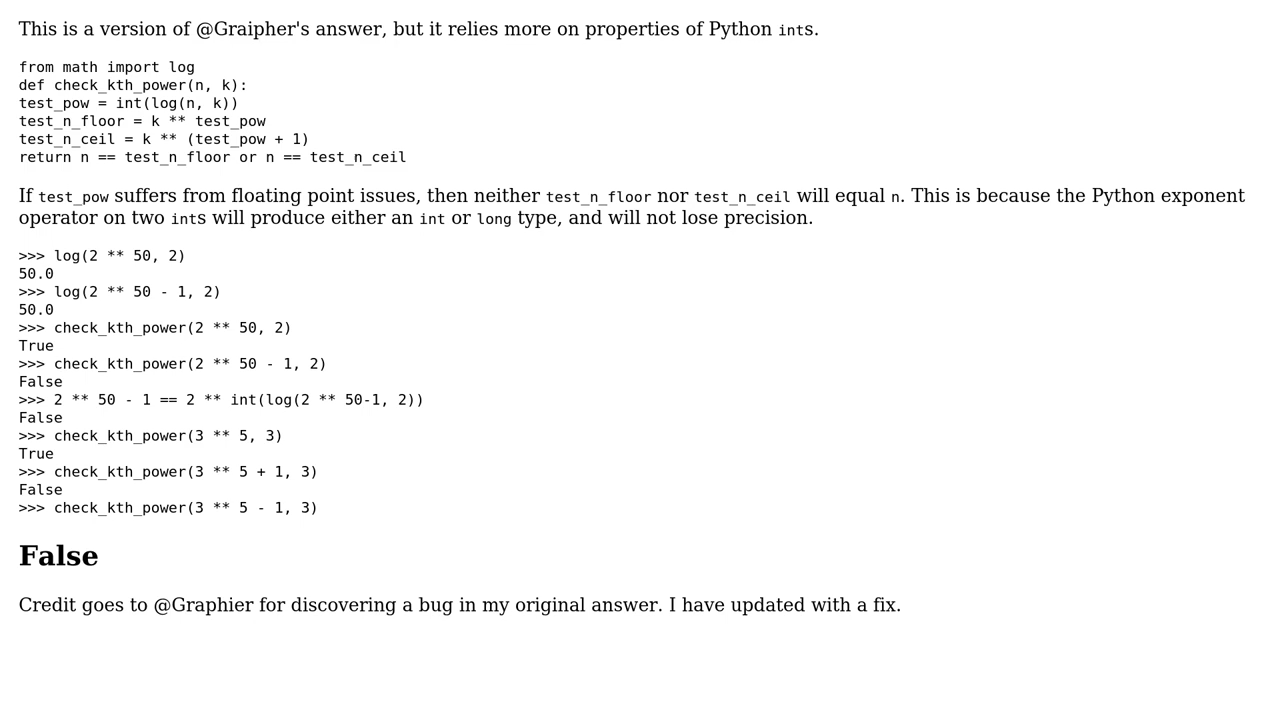 This is a version of @Graipher's answer, but it relies more on properties of Python ints.
from math import log
def check_kth_power(n, k):
test_pow = int(log(n, k))
test_n_floor = k ** test_pow
test_n_ceil = k ** (test_pow + 1)
return n == test_n_floor or n == test_n_ceil
If test_pow suffers from floating point issues, then neither test_n_floor nor test_n_ceil will equal n. This is because the Python exponent
operator on two ints will produce either an int or long type, and will not lose precision.
>>> log(2 ** 50, 2)
50.0
>>> log(2 ** 50 - 1, 2)
50.0
>>> check_kth_power(2 ** 50, 2)
True
>>> check_kth_power(2 ** 50 - 1, 2)
False
>>> 2 ** 50 - 1 == 2 ** int(log(2 ** 50-1, 2))
False
>>> check_kth_power(3 ** 5, 3)
True
>>> check_kth_power(3 ** 5 + 1, 3)
False
>>> check_kth_power(3 ** 5 - 1, 3)
False
Credit goes to @Graphier for discovering a bug in my original answer. I have updated with a fix.